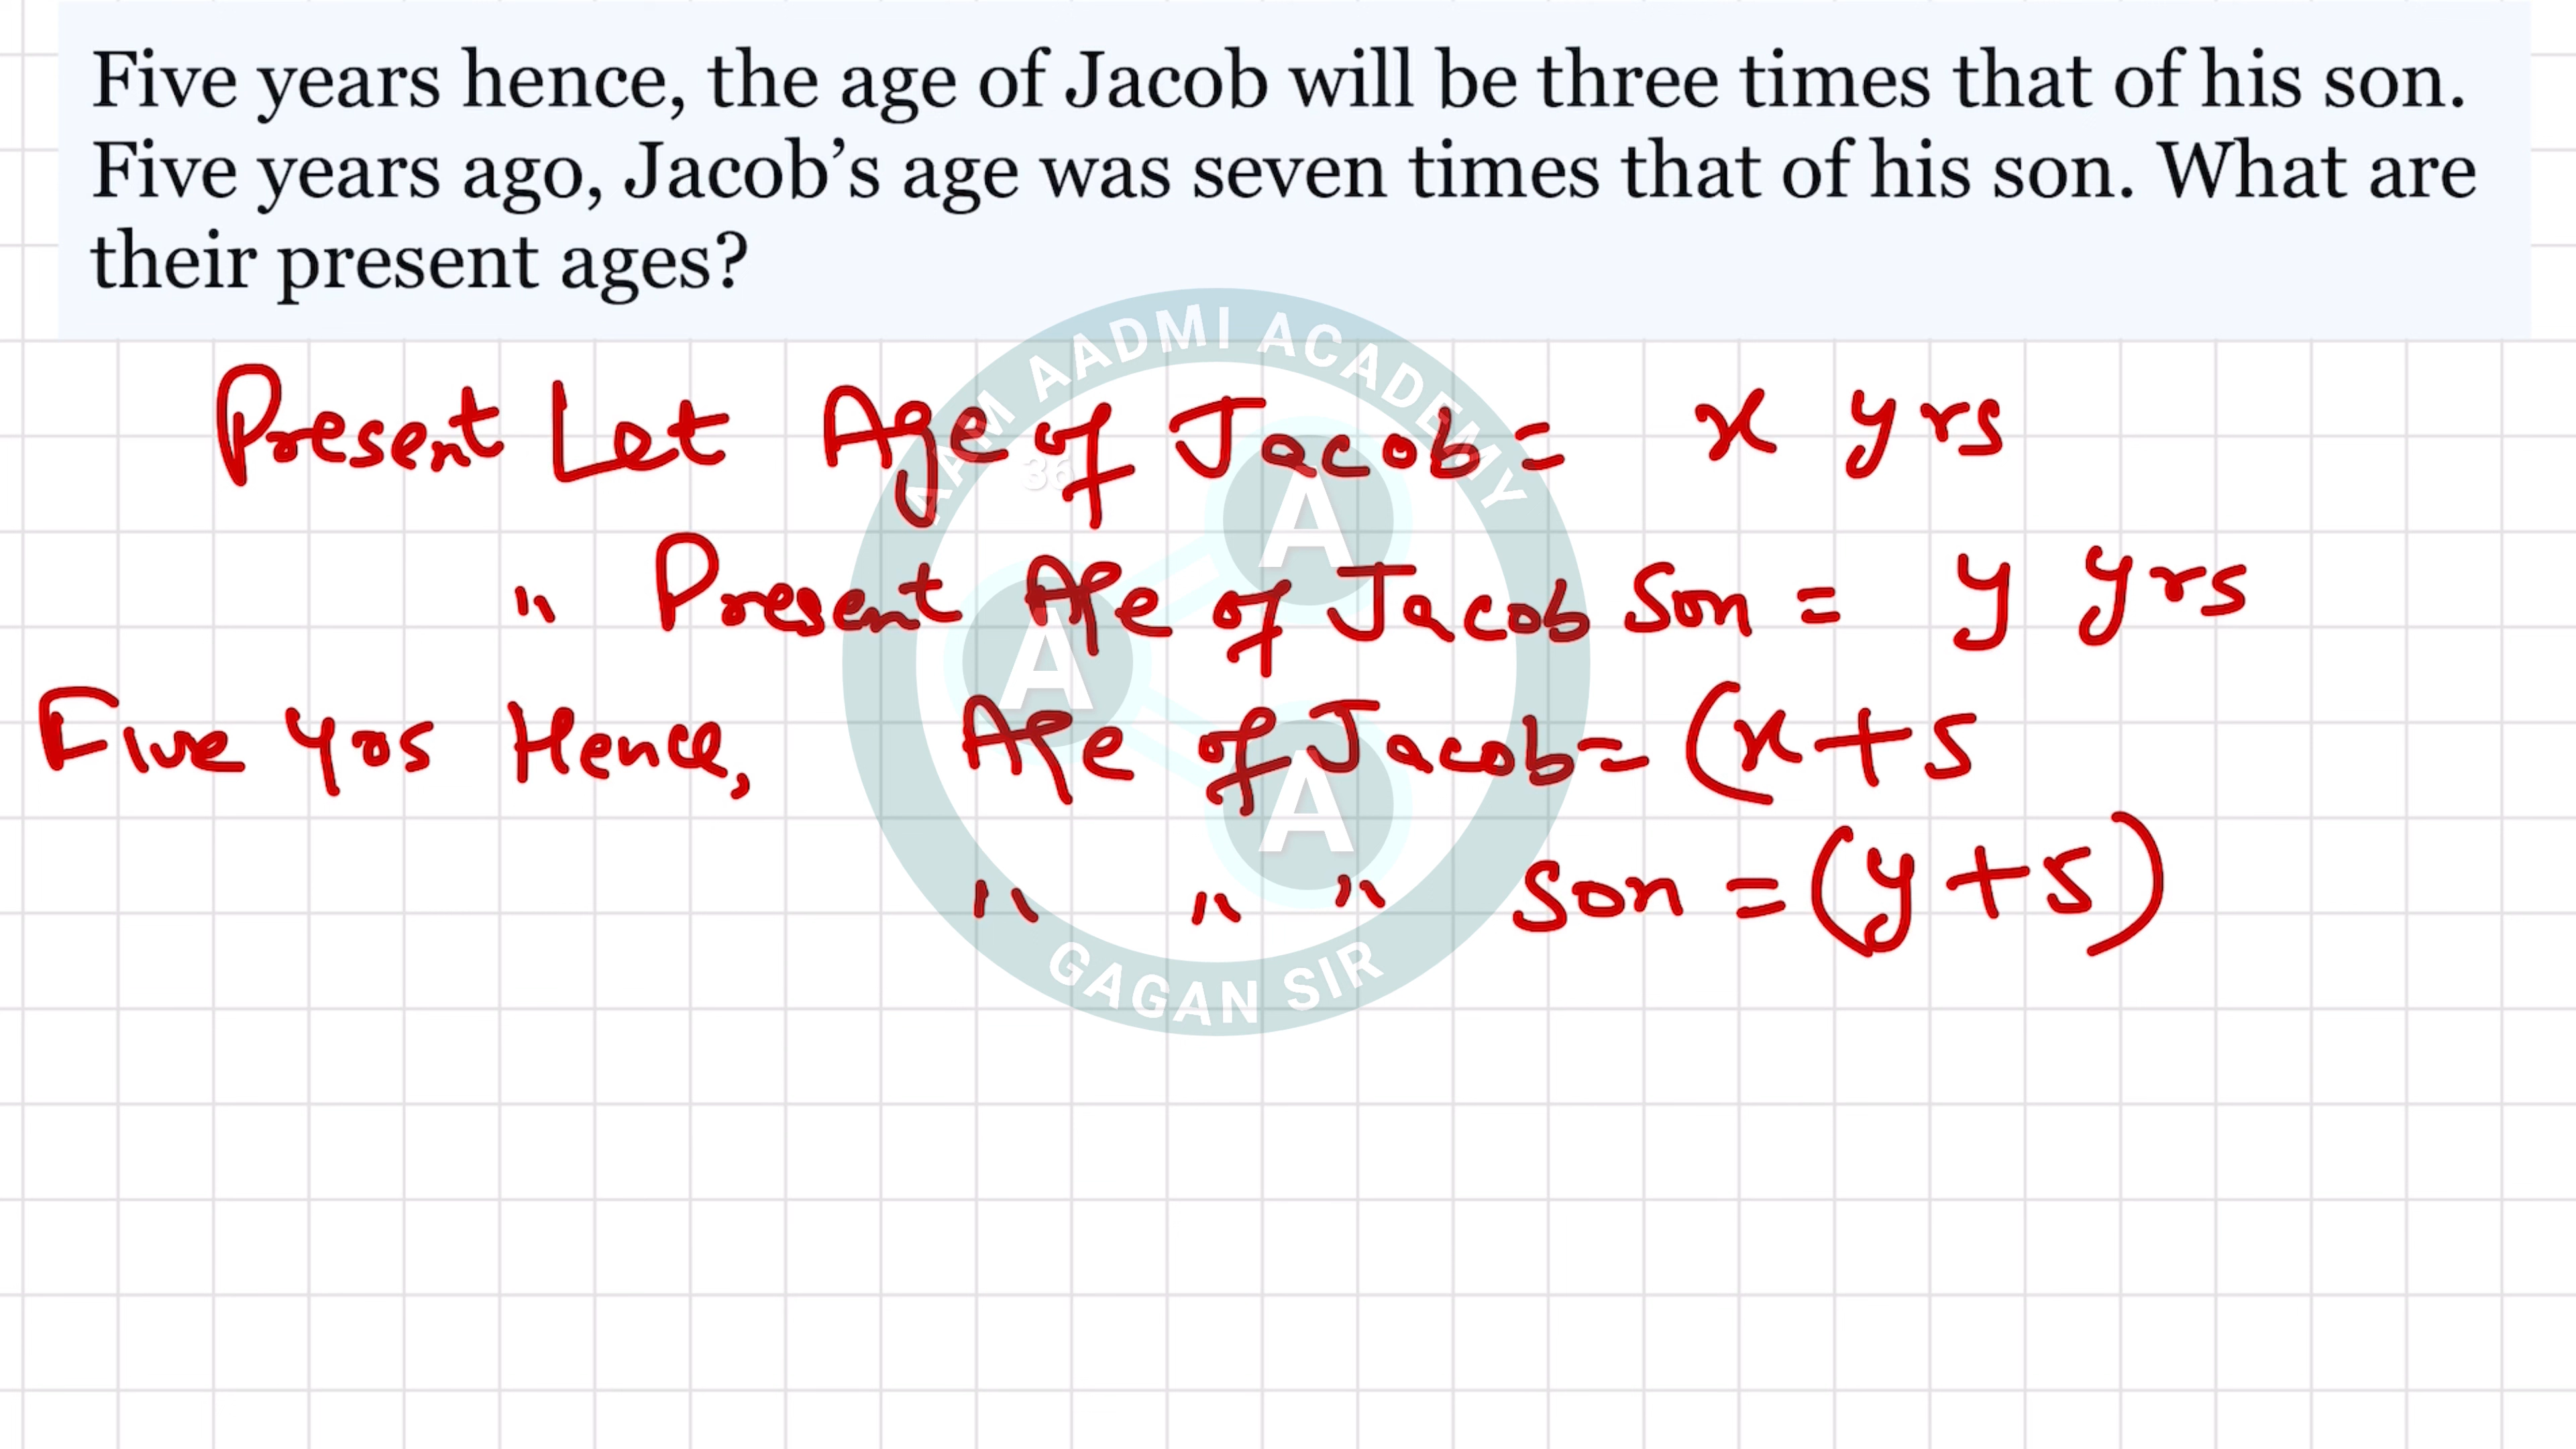 Five years hence, the age of Jacob will be three times that of his son.
Five years ago, Jacob’s age was seven times that of his son. What are
their present ages?
AAM AADMI ACADEMY
Present Let Age of Jacob = x yrs
36
A
" Present Age of Jacob Son = y yrs
A
Five yrs Hence, Age of Jacob = (x+5
A
" " " Son = (y+5)
GAGAN SIR